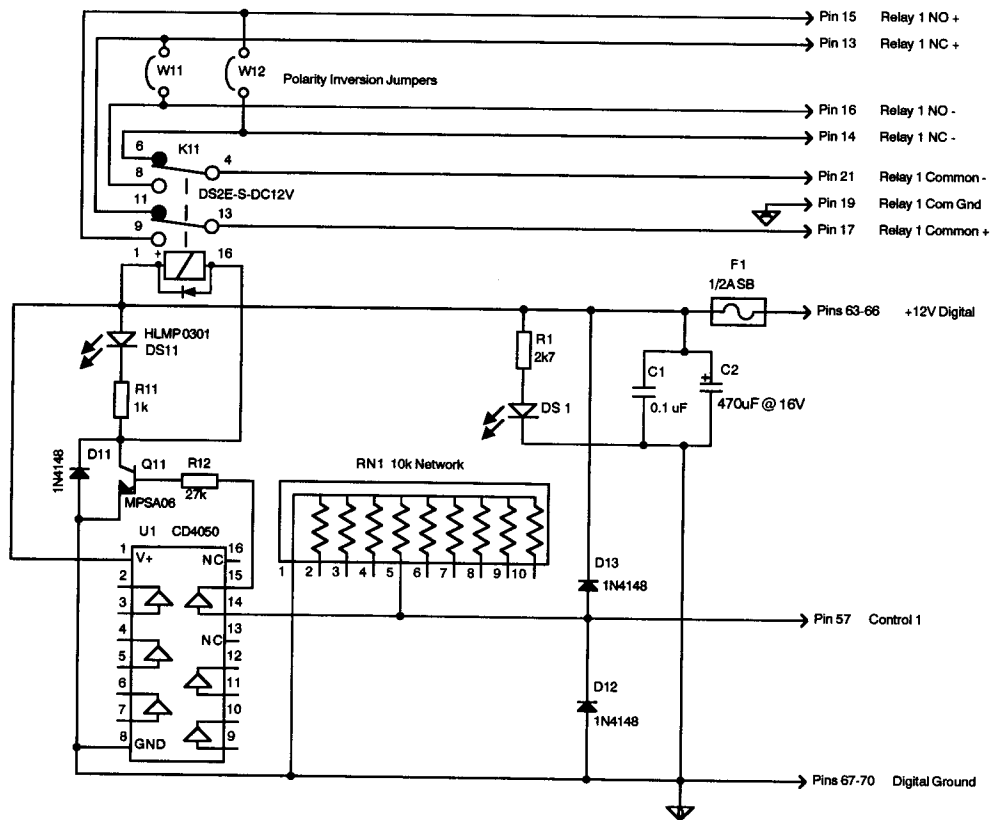 Pin 15 Relay 1 NO +
Pin 13 Relay 1 NC +
W11
W12
Polarity Inversion Jumpers
Pin 16 Relay 1 NO -
Pin 14 Relay 1 NC -
6
K11
4
8
Pin 21 Relay 1 Common -
DS2E-S-DC12V
11
13
Pin 19 Relay 1 Com Gnd
9
Pin 17 Relay 1 Common +
1
+
16
F1
1/2A SB
Pins 63-66 +12V Digital
HLMP0301
DS11
R1
2k7
C1
+
C2
R11
1k
0.1 uF
470uF @ 16V
DS 1
D11
1N4148
Q11
R12
27k
MPSA06
RN1 10k Network
U1 CD4050
1
V+
NC
16
2
15
3
14
4
NC
13
5
12
6
11
7
10
8
GND
9
1
2
3
4
5
6
7
8
9
10
D13
1N4148
Pin 57 Control 1
D12
1N4148
Pins 67-70 Digital Ground